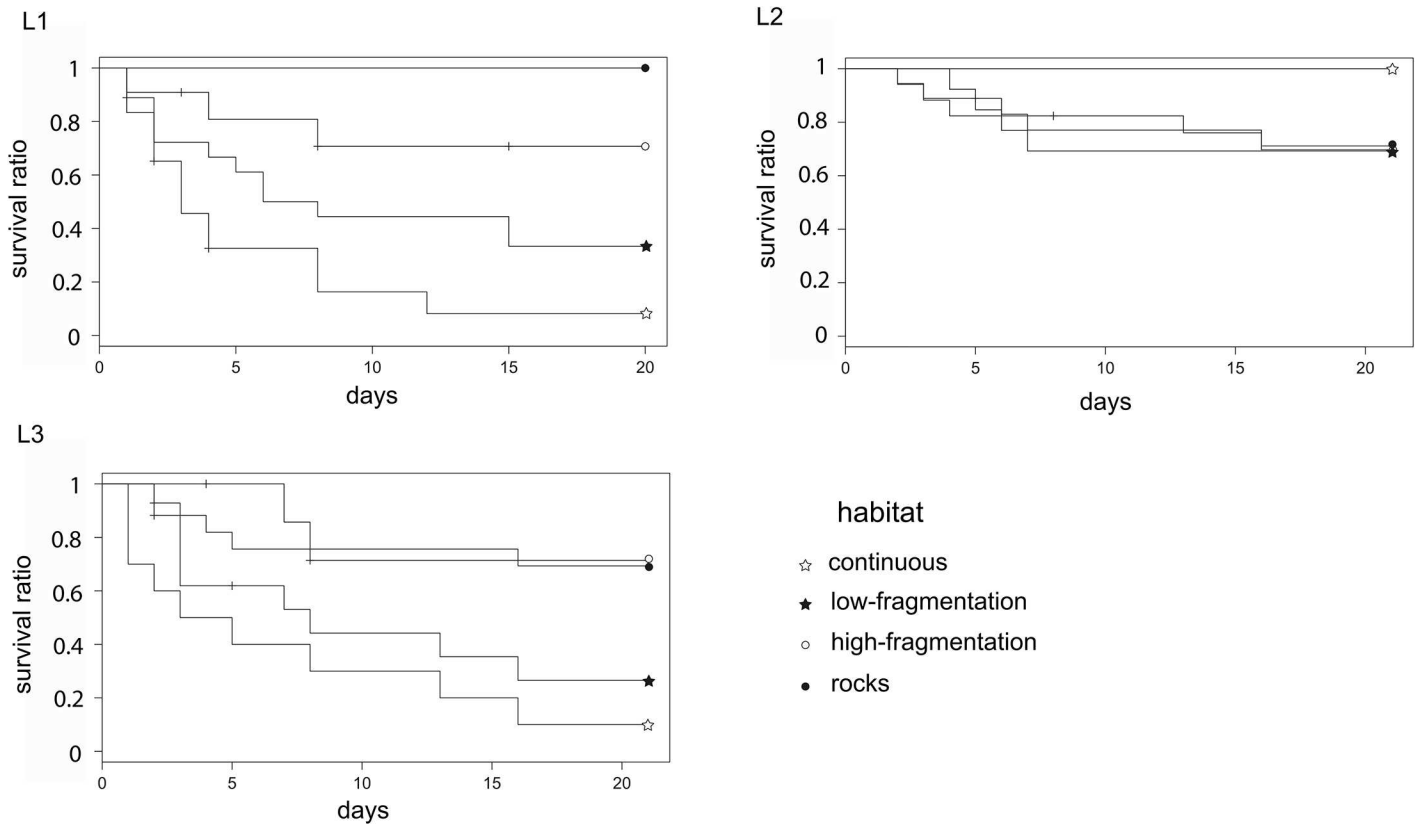 L1
survival ratio
1
0.8
0.6
0.4
0.2
0
0 5 10 15 20
days
L2
survival ratio
1
0.8
0.6
0.4
0.2
0
0 5 10 15 20
days
L3
survival ratio
1
0.8
0.6
0.4
0.2
0
0 5 10 15 20
days
habitat
continuous
low-fragmentation
high-fragmentation
rocks